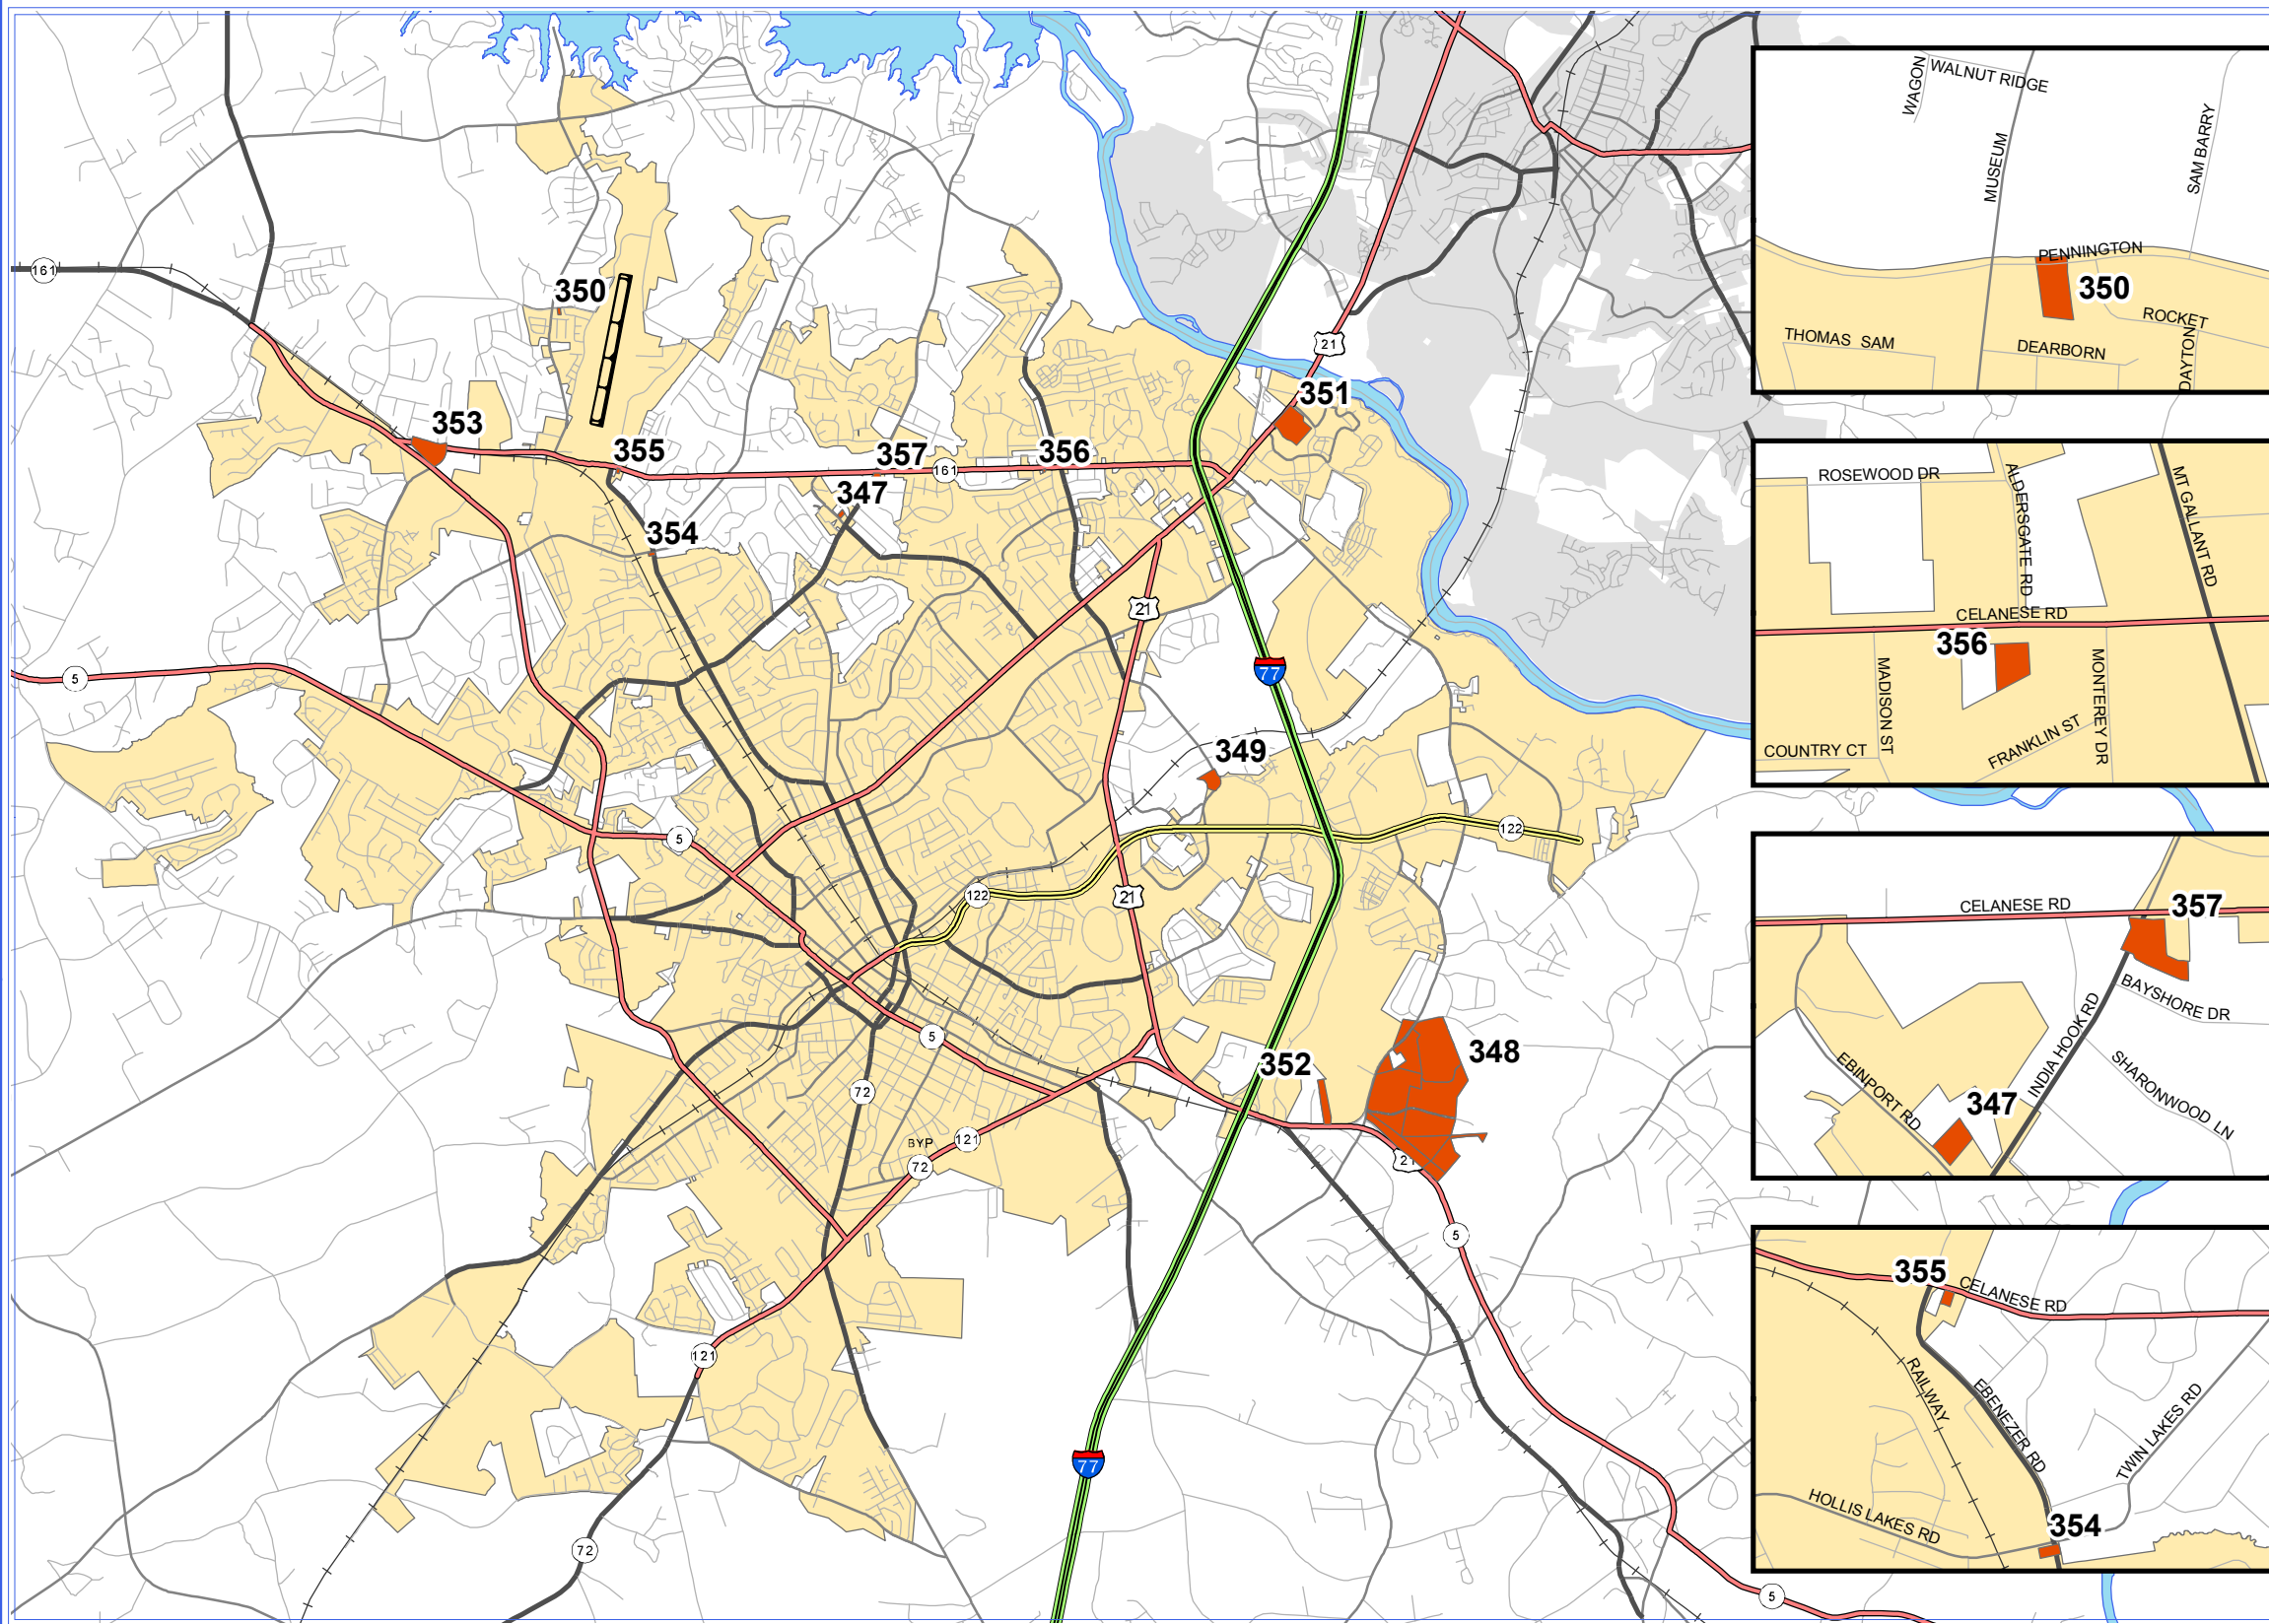 161
350
21
351
353
355
357
161
356
347
354
21
5
77
349
5
122
122
21
5
352
348
72
BYP
121
72
21
5
121
77
72
5
WAGON
WALNUT RIDGE
MUSEUM
SAM BARRY
PENNINGTON
350
ROCKET
THOMAS SAM
DEARBORN
DAYTON
ROSEWOOD DR
ALDERSGATE RD
MT GALLANT RD
CELANESE RD
356
MADISON ST
MONTEREY DR
FRANKLIN ST
COUNTRY CT
CELANESE RD
357
BAYSHORE DR
INDIA HOOK RD
EBINPORT RD
SHARONWOOD LN
347
355
CELANESE RD
RAILWAY
EBENEZER RD
TWIN LAKES RD
HOLLIS LAKES RD
354